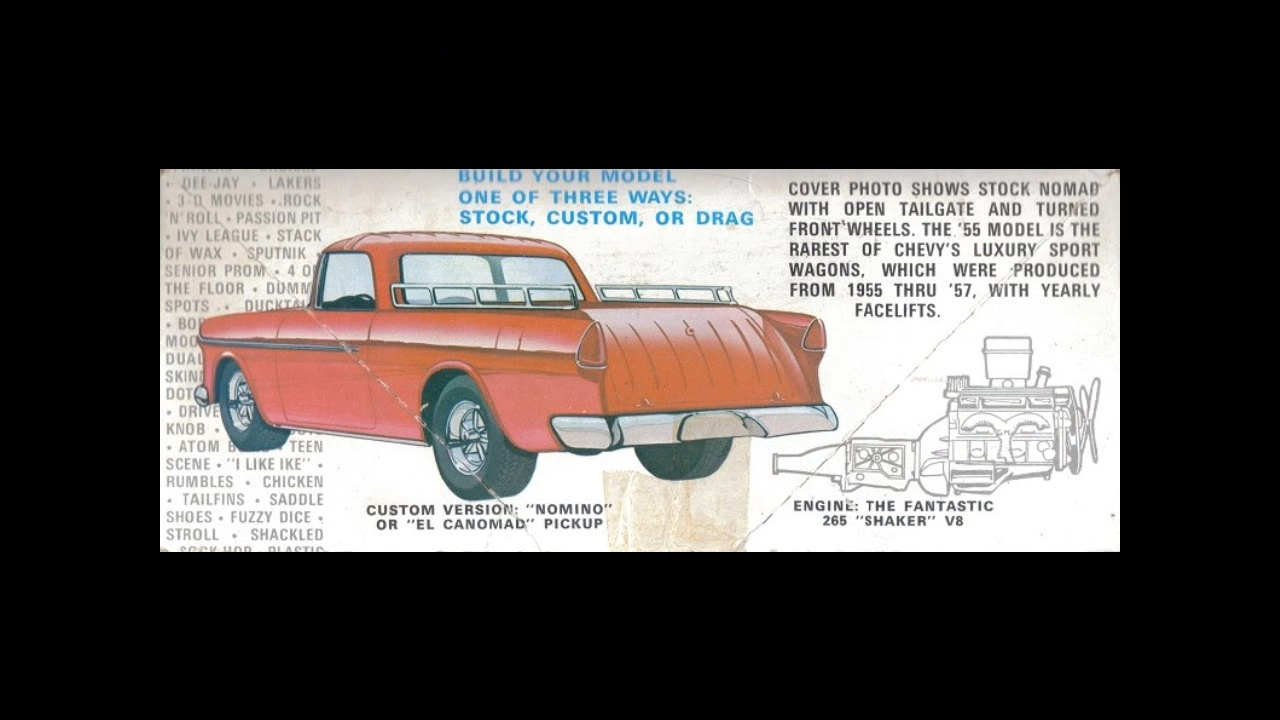 • DEE-JAY • LAKERS
• 3-D MOVIES • ROCK
'N' ROLL • PASSION PIT
• IVY LEAGUE • STACK
OF WAX • SPUTNIK •
SENIOR PROM • 4 ON
THE FLOOR •
SPOTS •
• ATOM TEEN
SCENE • "I LIKE IKE" •
RUMBLES • CHICKEN
• TAILFINS • SADDLE
SHOES • FUZZY DICE •
STROLL • SHACKLED
• SOCK HOP • PLASTIC
BUILD YOUR MODEL
ONE OF THREE WAYS:
STOCK, CUSTOM, OR DRAG
CUSTOM VERSION: "NOMINO"
OR "EL CANOMAD" PICKUP
COVER PHOTO SHOWS STOCK NOMAD
WITH OPEN TAILGATE AND TURNED
FRONT WHEELS. THE '55 MODEL IS THE
RAREST OF CHEVY'S LUXURY SPORT
WAGONS, WHICH WERE PRODUCED
FROM 1955 THRU '57, WITH YEARLY
FACELIFTS.
ENGINE: THE FANTASTIC
265 "SHAKER" V8